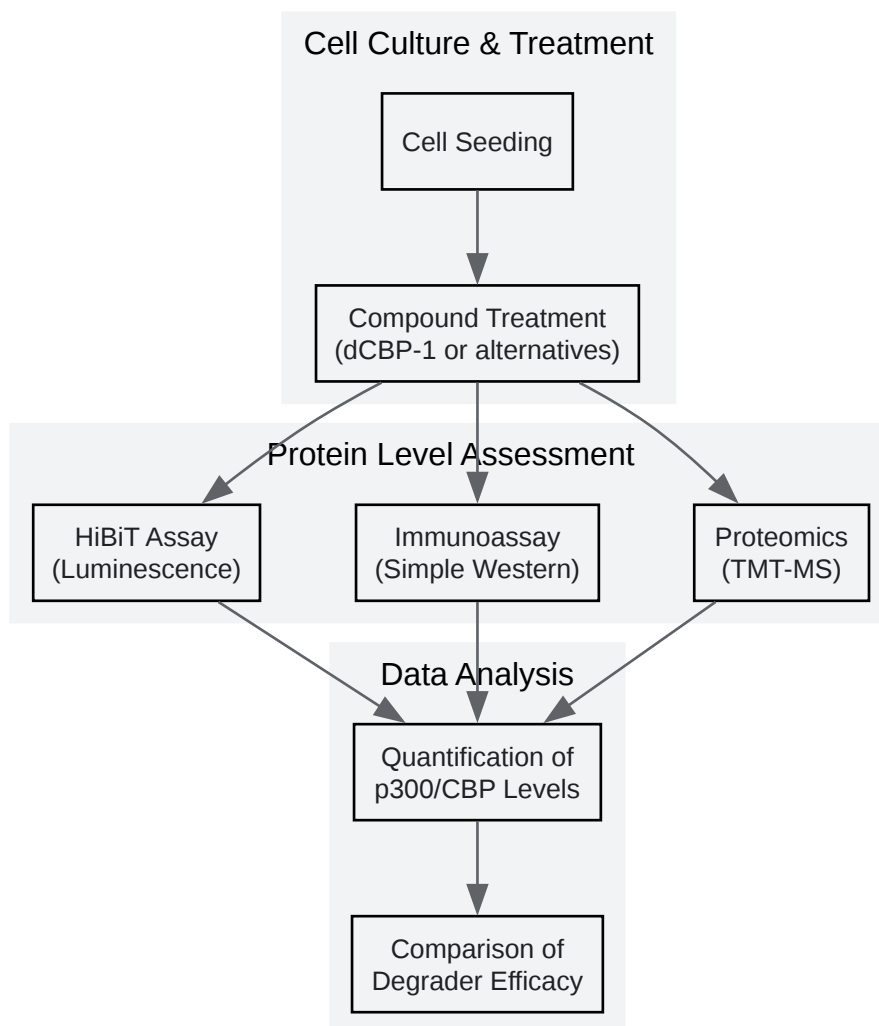 Cell Culture & Treatment
Cell Seeding
Compound Treatment
(dCBP-1 or alternatives)
Protein Level Assessment
HiBiT Assay
(Luminescence)
Immunoassay
(Simple Western)
Proteomics
(TMT-MS)
Data Analysis
Quantification of
p300/CBP Levels
Comparison of
Degrader Efficacy